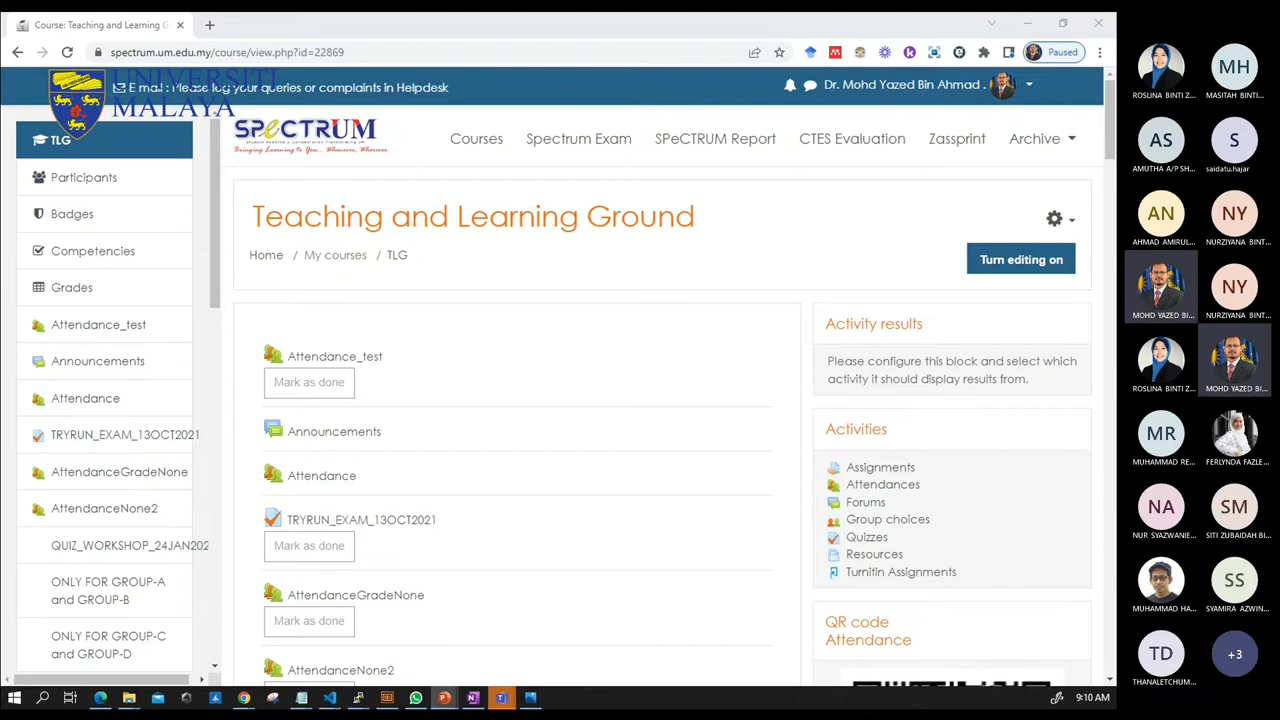 Course: Teaching and Learning G
spectrum.um.edu.my/course/view.php?id=22869
Paused
UNIVERSITI
MALAYA
E mail : Please log your queries or complaints in Helpdesk
Dr. Mohd Yazed Bin Ahmad .
TLG
SPeCTRUM
Bringing Learning to You... Whenever, Wherever
Courses
Spectrum Exam
SPeCTRUM Report
CTES Evaluation
Zassprint
Archive
Participants
Badges
Competencies
Grades
Attendance_test
Announcements
Attendance
TRYRUN_EXAM_13OCT2021
AttendanceGradeNone
AttendanceNone2
QUIZ_WORKSHOP_24JAN202
ONLY FOR GROUP-A
and GROUP-B
ONLY FOR GROUP-C
and GROUP-D
Teaching and Learning Ground
Home / My courses / TLG
Turn editing on
Attendance_test
Mark as done
Announcements
Attendance
TRYRUN_EXAM_13OCT2021
Mark as done
AttendanceGradeNone
Mark as done
AttendanceNone2
Activity results
Please configure this block and select which
activity it should display results from.
Activities
Assignments
Attendances
Forums
Group choices
Quizzes
Resources
Turnitin Assignments
QR code
Attendance
9:10 AM
ROSLINA BINTI Z...
MH
MASITAH BINTI...
AS
AMUTHA A/P SH...
S
saidatu.hajar
AN
AHMAD AMIRUL...
NY
NURZIYANA BINT...
MOHD YAZED BI...
NY
NURZIYANA BINT...
ROSLINA BINTI Z...
MOHD YAZED BI...
MR
MUHAMMAD RE...
FERLYNDA FAZLE...
NA
NUR SYAZWANIE...
SM
SITI ZUBAIDAH BI...
MUHAMMAD HA...
SS
SYAMIRA AZWIN...
TD
THANALETCHUM...
+3